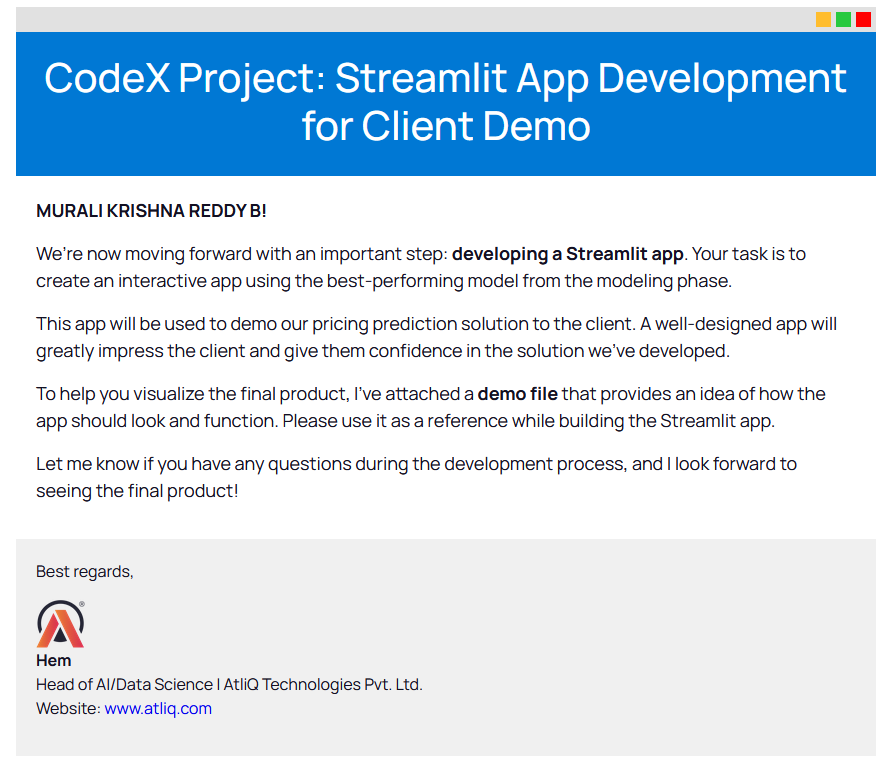 CodeX Project: Streamlit App Development
for Client Demo
MURALI KRISHNA REDDY B!
We're now moving forward with an important step: developing a Streamlit app. Your task is to
create an interactive app using the best-performing model from the modeling phase.
This app will be used to demo our pricing prediction solution to the client. A well-designed app will
greatly impress the client and give them confidence in the solution we've developed.
To help you visualize the final product, I've attached a demo file that provides an idea of how the
app should look and function. Please use it as a reference while building the Streamlit app.
Let me know if you have any questions during the development process, and I look forward to
seeing the final product!
Best regards,
®
Hem
Head of AI/Data Science | AtliQ Technologies Pvt. Ltd.
Website: www.atliq.com